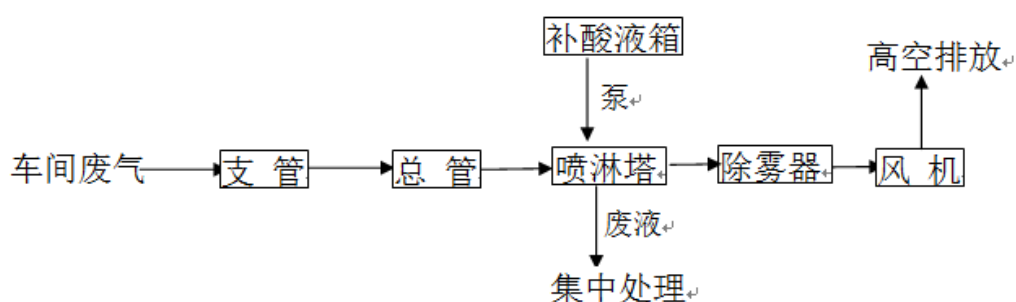 补酸液箱
高空排放
泵
车间废气
支 管
总 管
喷淋塔
除雾器
风 机
废液
集中处理